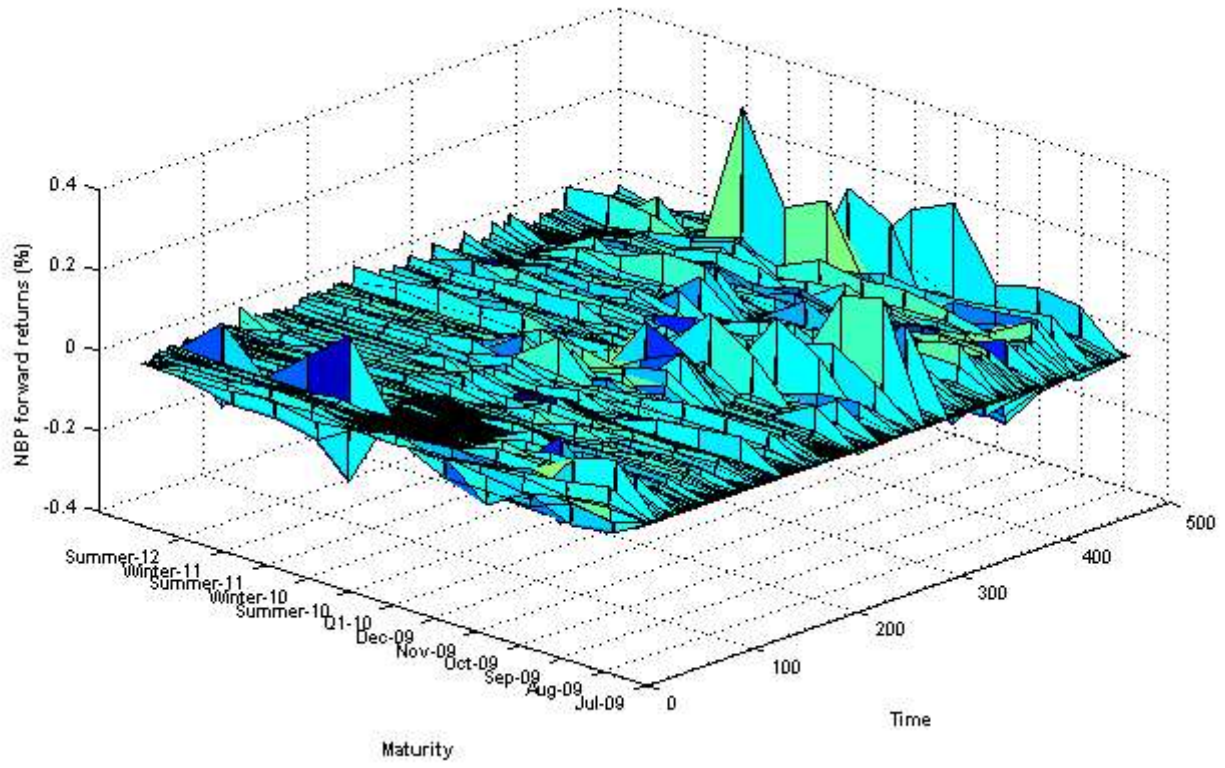 NBP forward returns (%)
0.4
0.2
0
-0.2
-0.4
Summer-12
Winter-11
Summer-11
Winter-10
Summer-10
Q1-10
Dec-09
Nov-09
Oct-09
Sep-09
Aug-09
Jul-09
Maturity
0
100
200
300
400
500
Time